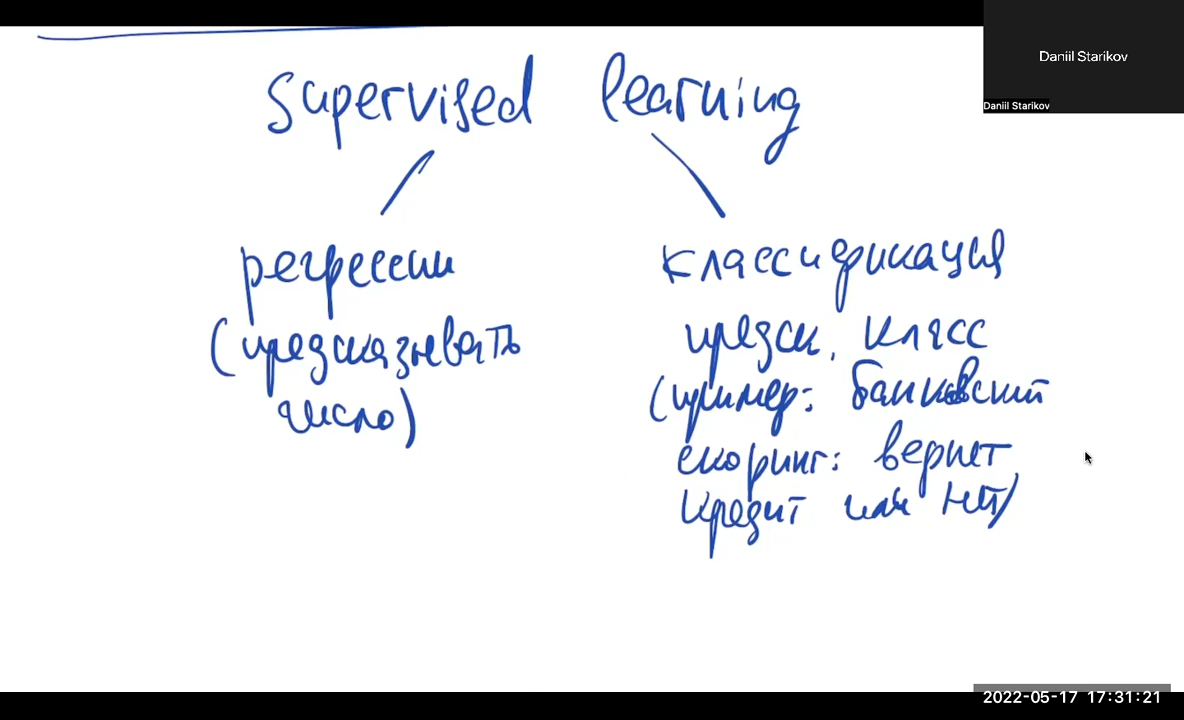 Daniil Starikov
Daniil Starikov
supervised learning
регрессии
(предсказывать
число)
классификация
предск. класс
(пример: банковский
скоринг: вернет
кредит или нет)
2022-05-17 17:31:21